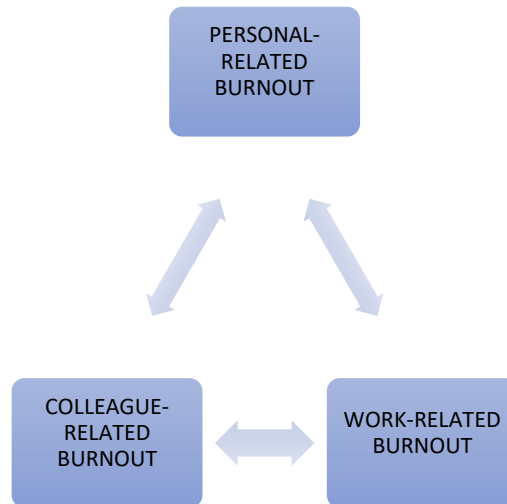 PERSONAL-
RELATED
BURNOUT
COLLEAGUE-
RELATED
BURNOUT
WORK-RELATED
BURNOUT